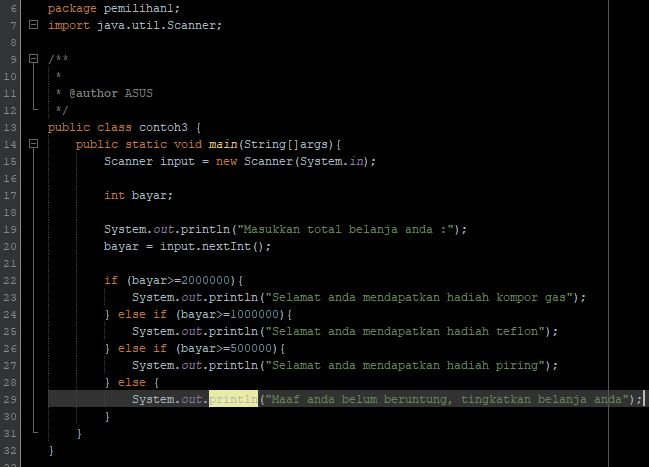 6 package pemilihan1;
7 import java.util.Scanner;
8
9 /**
10 *
11 * @author ASUS
12 */
13 public class contoh3 {
14 public static void main(String[]args){
15 Scanner input = new Scanner(System.in);
16
17 int bayar;
18
19 System.out.println("Masukkan total belanja anda :");
20 bayar = input.nextInt();
21
22 if (bayar>=2000000){
23 System.out.println("Selamat anda mendapatkan hadiah kompor gas");
24 } else if (bayar>=1000000){
25 System.out.println("Selamat anda mendapatkan hadiah teflon");
26 } else if (bayar>=500000){
27 System.out.println("Selamat anda mendapatkan hadiah piring");
28 } else {
29 System.out.println("Maaf anda belum beruntung, tingkatkan belanja anda");
30 }
31 }
32 }